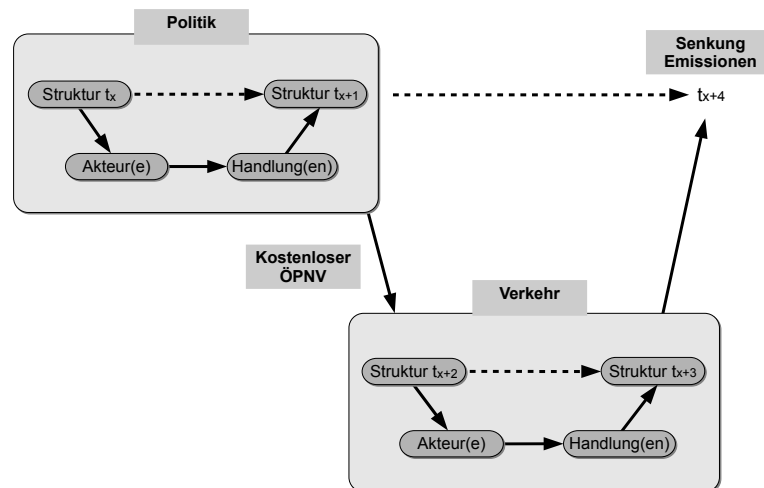 Politik
Senkung
Emissionen
Struktur tx
Struktur tx+1
tx+4
Akteur(e)
Handlung(en)
Kostenloser
ÖPNV
Verkehr
Struktur tx+2
Struktur tx+3
Akteur(e)
Handlung(en)